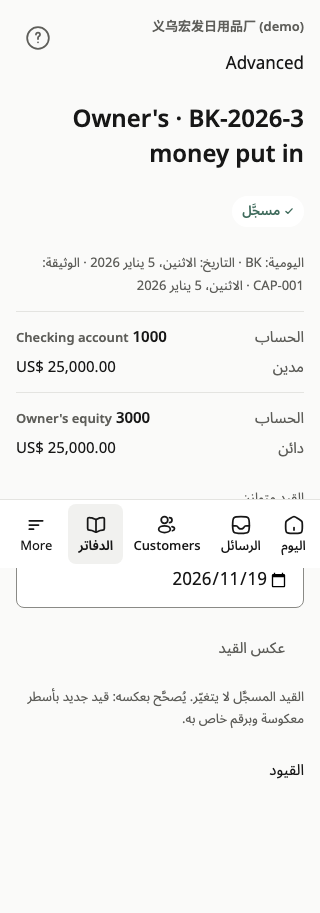 义乌宏发日用品厂 (demo)
Advanced
Owner's · BK-2026-3
money put in
مسجَّل
اليومية: BK · التاريخ: الاثنين، 5 يناير 2026 · الوثيقة:
CAP-001 · الاثنين، 5 يناير 2026
الحساب 1000 Checking account
مدين US$ 25,000.00
الحساب 3000 Owner's equity
دائن US$ 25,000.00
اليوم الرسائل Customers الدفاتر More
2026/11/19
عكس القيد
القيد المسجَّل لا يتغيّر. يُصحَّح بعكسه: قيد جديد بأسطر
معكوسة وبرقم خاص به.
القيود